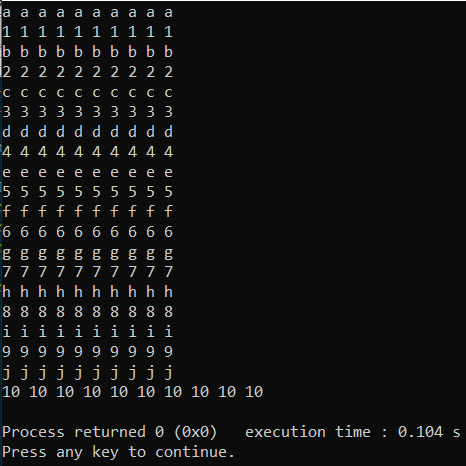 a a a a a a a a a a
1 1 1 1 1 1 1 1 1 1
b b b b b b b b b b
2 2 2 2 2 2 2 2 2 2
c c c c c c c c c c
3 3 3 3 3 3 3 3 3 3
d d d d d d d d d d
4 4 4 4 4 4 4 4 4 4
e e e e e e e e e e
5 5 5 5 5 5 5 5 5 5
f f f f f f f f f f
6 6 6 6 6 6 6 6 6 6
g g g g g g g g g g
7 7 7 7 7 7 7 7 7 7
h h h h h h h h h h
8 8 8 8 8 8 8 8 8 8
i i i i i i i i i i
9 9 9 9 9 9 9 9 9 9
j j j j j j j j j j
10 10 10 10 10 10 10 10 10 10
Process returned 0 (0x0)   execution time : 0.104 s
Press any key to continue.